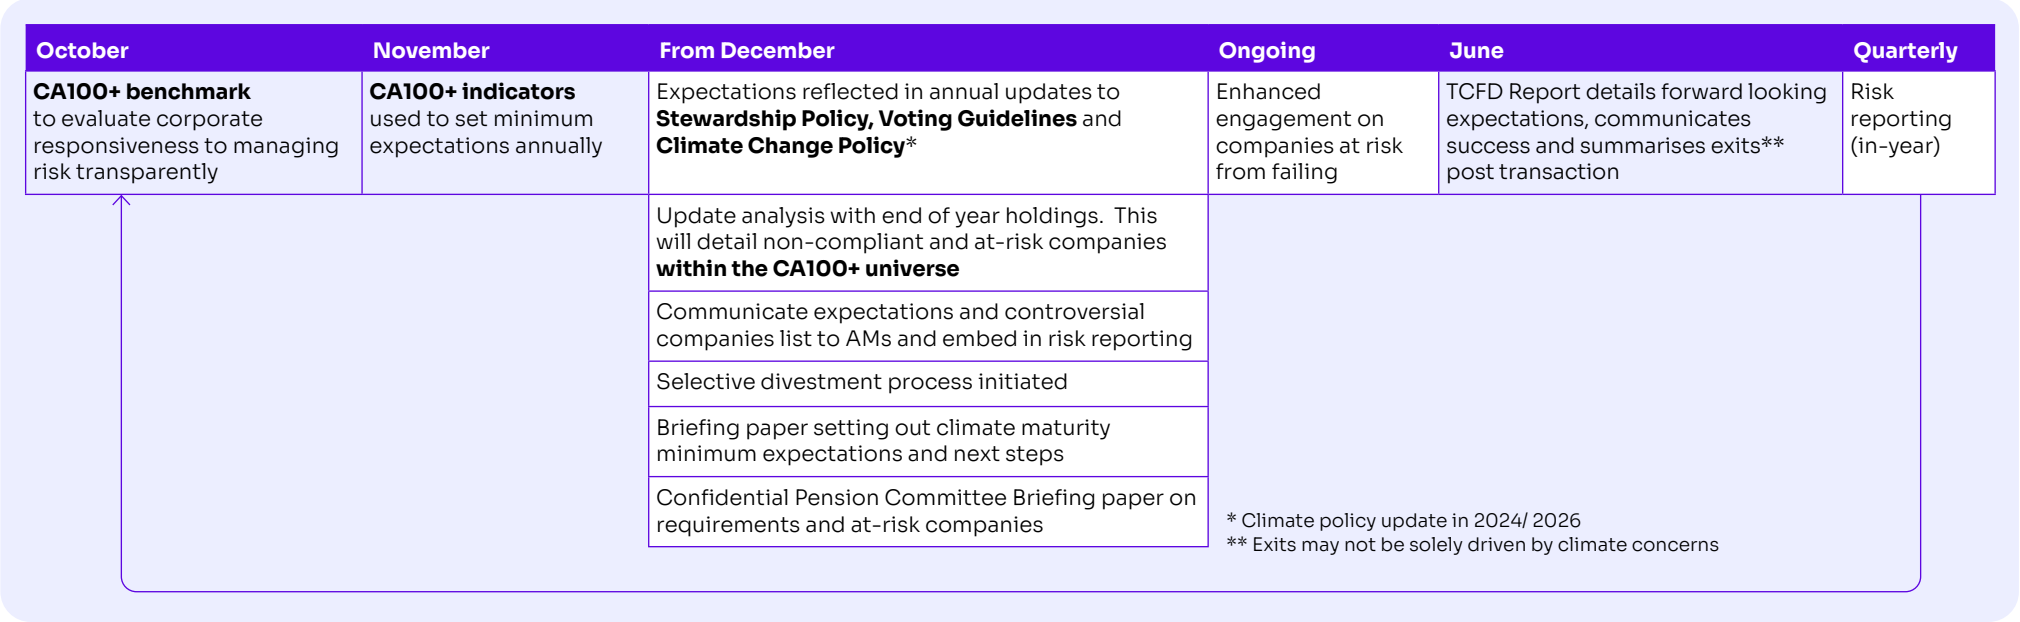 October
CA100+ benchmark
to evaluate corporate
responsiveness to managing
risk transparently
November
CA100+ indicators
used to set minimum
expectations annually
From December
Expectations reflected in annual updates to
Stewardship Policy, Voting Guidelines and
Climate Change Policy*
Update analysis with end of year holdings.  This
will detail non-compliant and at-risk companies
within the CA100+ universe
Communicate expectations and controversial
companies list to AMs and embed in risk reporting
Selective divestment process initiated
Briefing paper setting out climate maturity
minimum expectations and next steps
Confidential Pension Committee Briefing paper on
requirements and at-risk companies
Ongoing
Enhanced
engagement on
companies at risk
from failing
June
TCFD Report details forward looking
expectations, communicates
success and summarises exits**
post transaction
Quarterly
Risk
reporting
(in-year)
* Climate policy update in 2024/ 2026
** Exits may not be solely driven by climate concerns